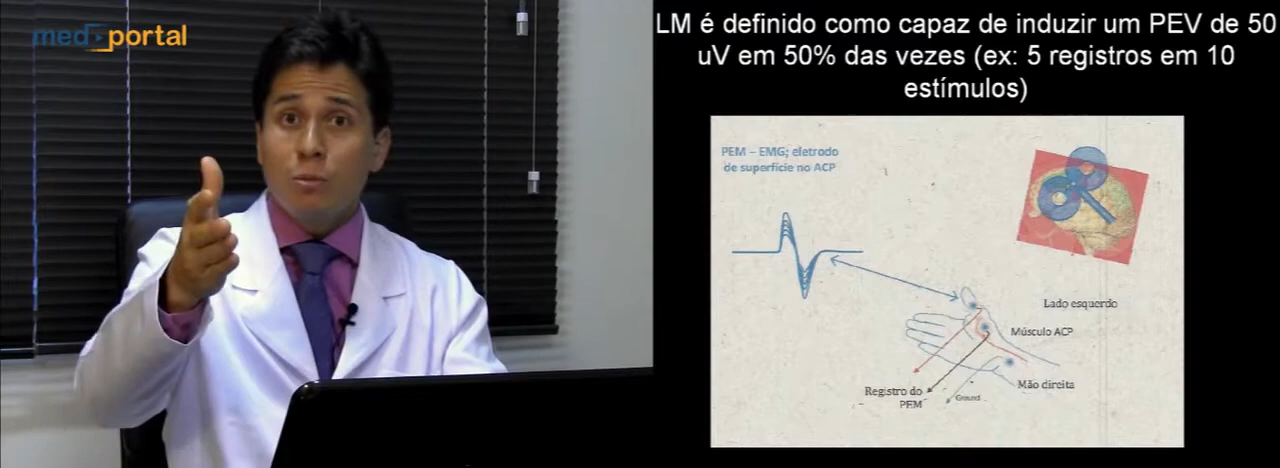 medportal
LM é definido como capaz de induzir um PEV de 50
uV em 50% das vezes (ex: 5 registros em 10
estímulos)
PEM – EMG; eletrodo
de superfície no ACP
Lado esquerdo
Músculo ACP
Mão direita
Registro do
PEM
Ground